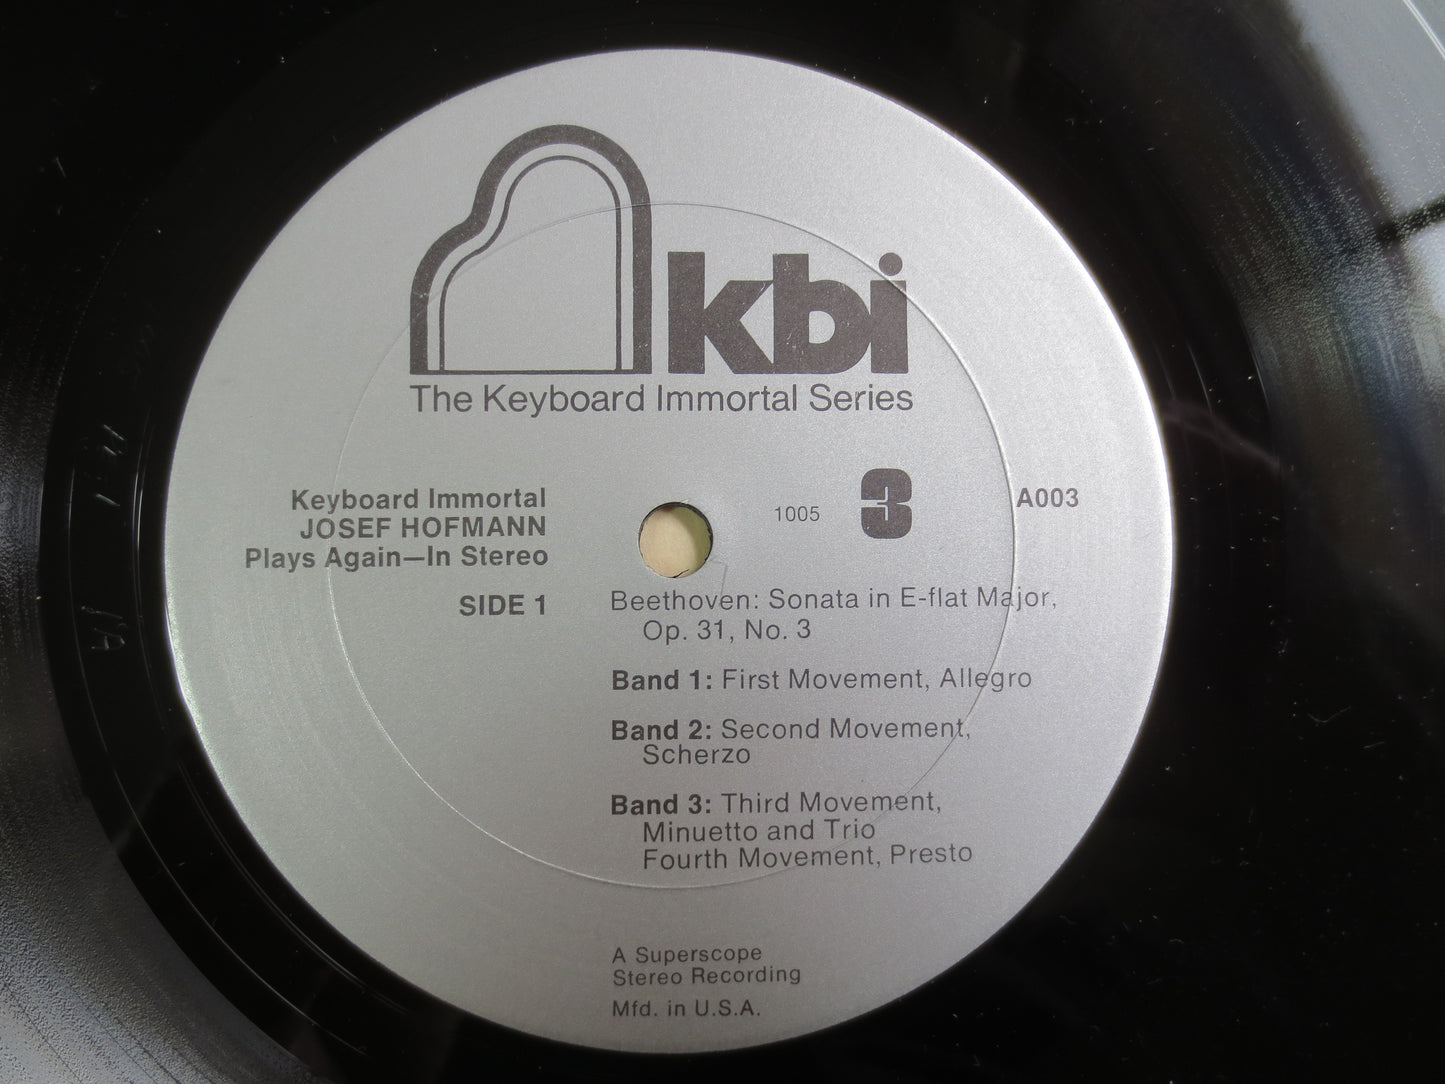 kbi
The Keyboard Immortal Series
Keyboard Immortal
JOSEF HOFMANN
Plays Again—In Stereo
SIDE 1
1005
3
A003
Beethoven: Sonata in E-flat Major,
Op. 31, No. 3
Band 1: First Movement, Allegro
Band 2: Second Movement,
Scherzo
Band 3: Third Movement,
Minuetto and Trio
Fourth Movement, Presto
A Superscope
Stereo Recording
Mfd. in U.S.A.